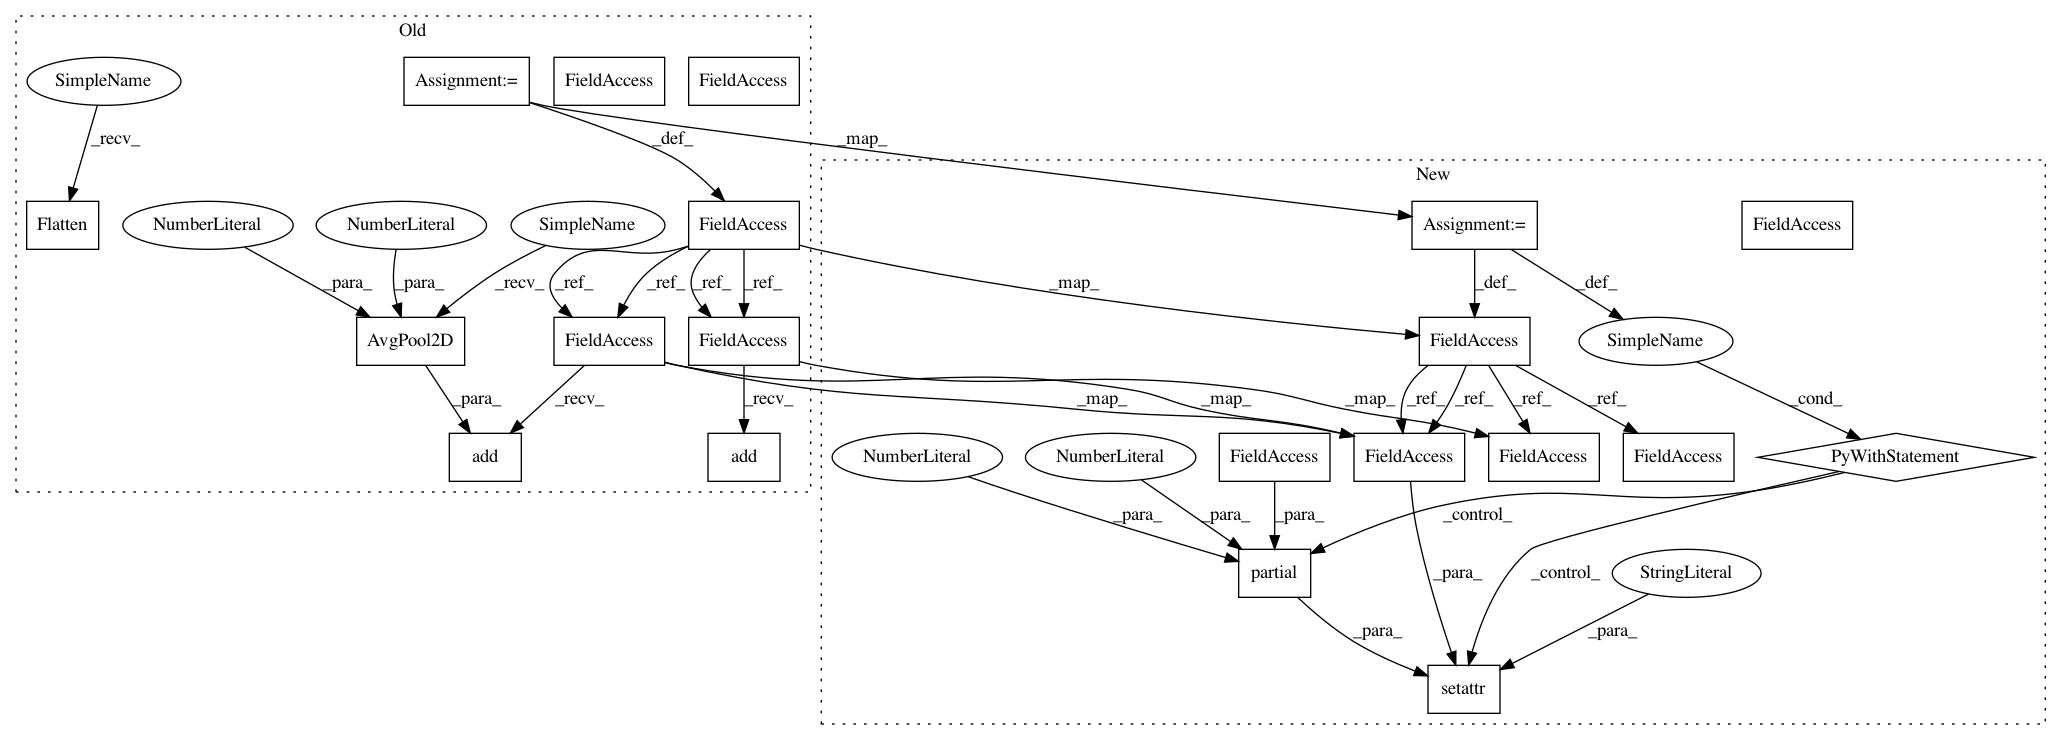 Old
SimpleName
Assignment:=
FieldAccess
FieldAccess
_recv_
_def_
_map_
New
Flatten
NumberLiteral
NumberLiteral
SimpleName
FieldAccess
Assignment:=
FieldAccess
_para_
_para_
_recv_
_ref_
_ref_
_ref_
_ref_
_map_
_def_
_def_
AvgPool2D
FieldAccess
FieldAccess
FieldAccess
SimpleName
_para_
_recv_
_recv_
_map_
_map_
_map_
_ref_
_ref_
_ref_
_ref_
_cond_
add
add
NumberLiteral
NumberLiteral
FieldAccess
FieldAccess
FieldAccess
FieldAccess
PyWithStatement
_para_
_para_
_para_
_control_
partial
_para_
_control_
StringLiteral
_para_
_para_
setattr